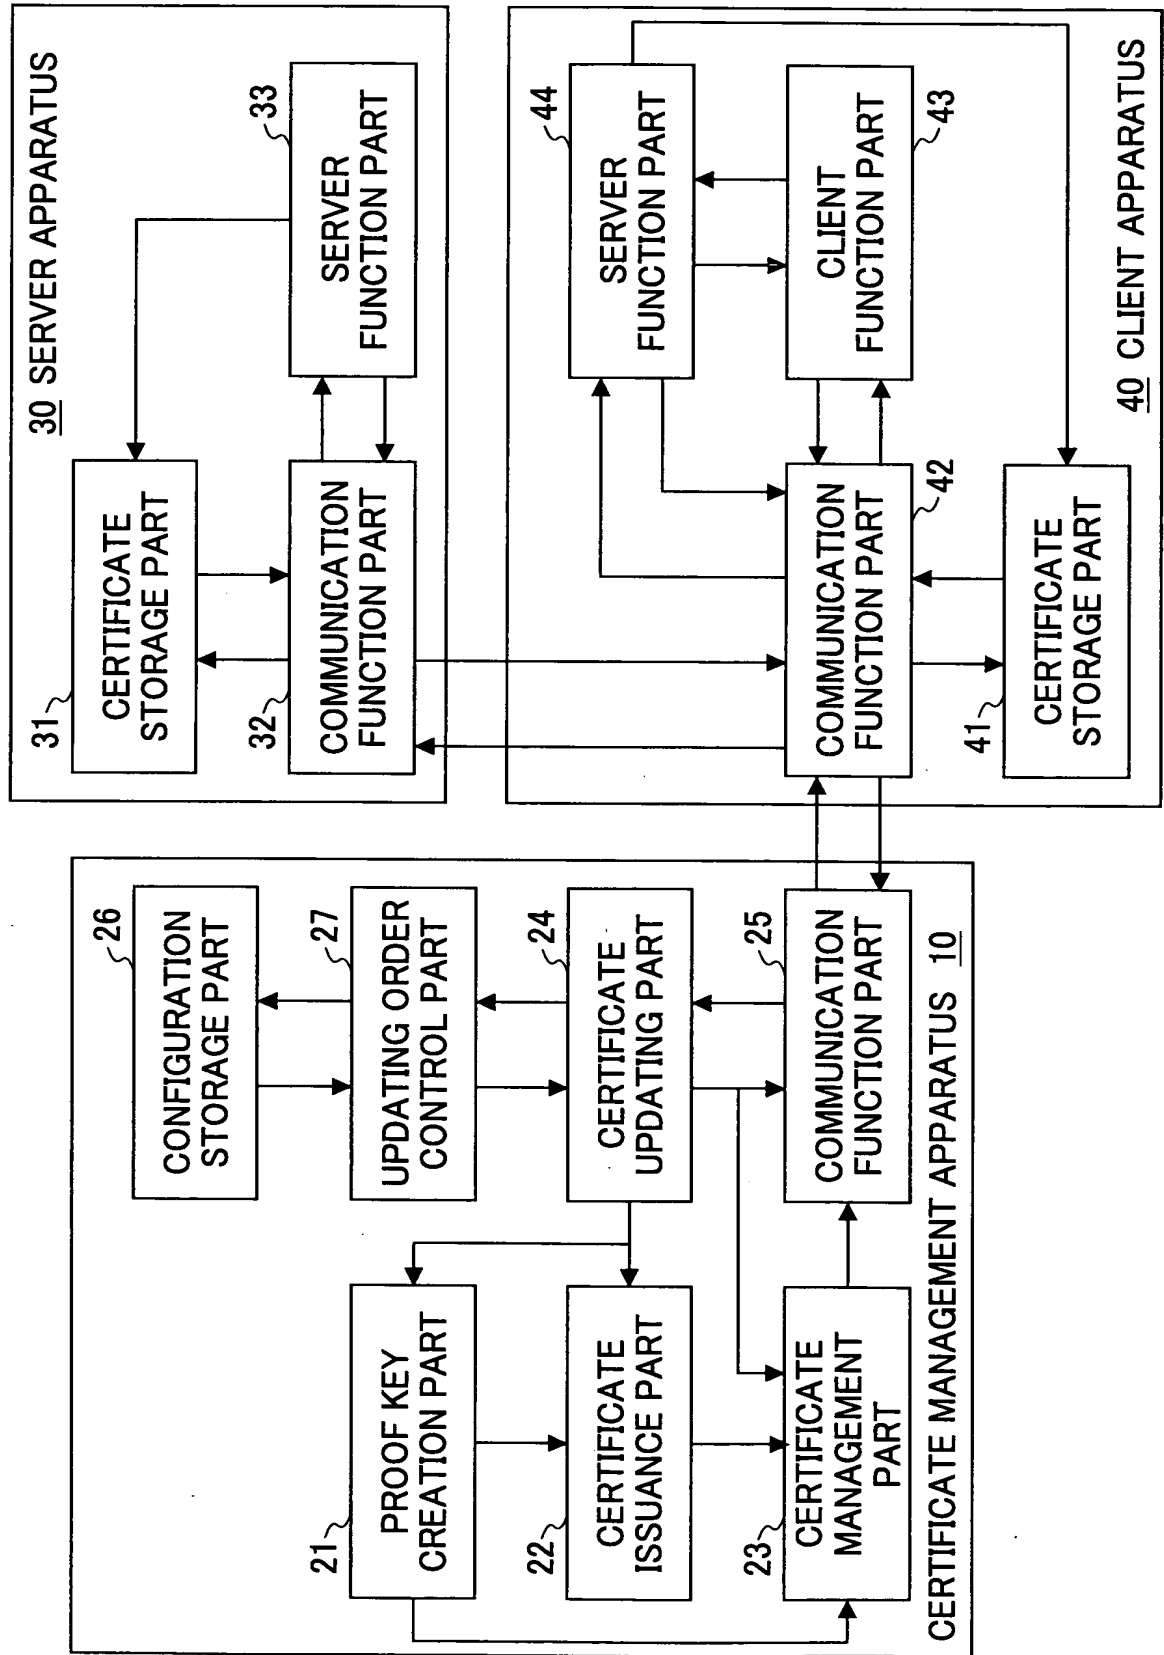 26
CONFIGURATION
STORAGE PART
21
PROOF KEY
CREATION PART
27
UPDATING ORDER
CONTROL PART
22
CERTIFICATE
ISSUANCE PART
24
CERTIFICATE
UPDATING PART
23
CERTIFICATE
MANAGEMENT
PART
25
COMMUNICATION
FUNCTION PART
CERTIFICATE MANAGEMENT APPARATUS 10
30 SERVER APPARATUS
31
CERTIFICATE
STORAGE PART
32
COMMUNICATION
FUNCTION PART
33
SERVER
FUNCTION PART
44
SERVER
FUNCTION PART
COMMUNICATION
FUNCTION PART
42
CLIENT
FUNCTION PART
43
41
CERTIFICATE
STORAGE PART
40 CLIENT APPARATUS